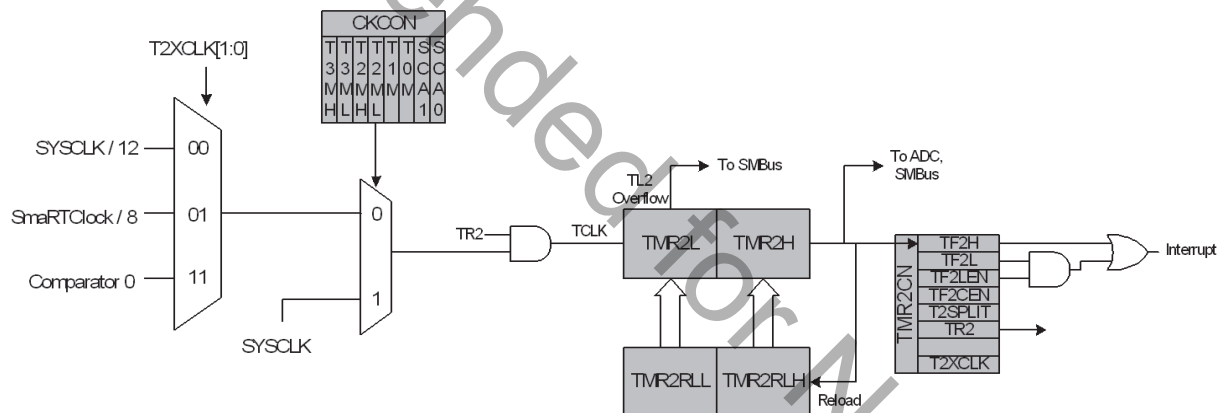 CKCON
T3MH T3ML T2MH T2ML T1M T0M SCA1 SCA0
T2XCLK[1:0]
SYSCLK / 12
00
SmaRTClock / 8
01
Comparator 0
11
0
1
SYSCLK
TR2
TCLK
TL2
Overflow
To SMBus
To ADC,
SMBus
TMR2L
TMR2H
TMR2RLL
TMR2RLH
Reload
TMR2CN
TF2H
TF2L
TF2LEN
TF2CEN
T2SPLIT
TR2
T2XCLK
Interrupt
ended for N